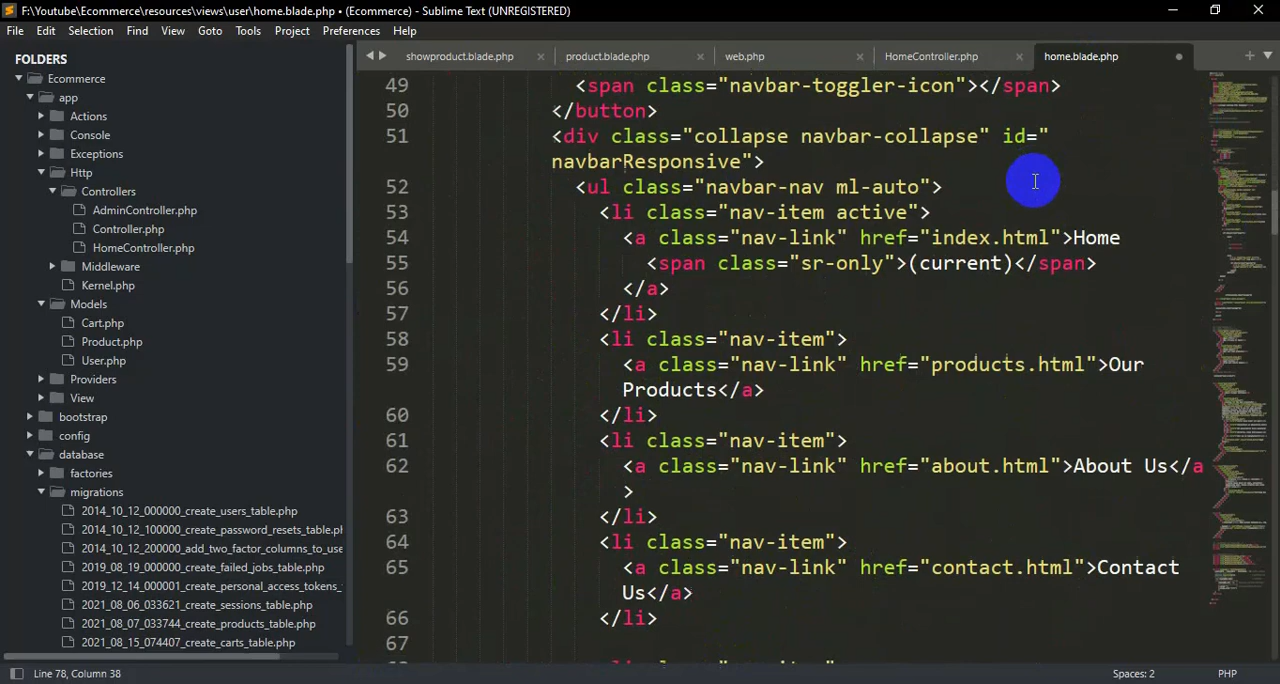 F:\Youtube\Ecommerce\resources\views\user\home.blade.php • (Ecommerce) - Sublime Text (UNREGISTERED)
File Edit Selection Find View Goto Tools Project Preferences Help
FOLDERS
Ecommerce
app
Actions
Console
Exceptions
Http
Controllers
AdminController.php
Controller.php
HomeController.php
Middleware
Kernel.php
Models
Cart.php
Product.php
User.php
Providers
View
bootstrap
config
database
factories
migrations
2014_10_12_000000_create_users_table.php
2014_10_12_100000_create_password_resets_table.ph
2014_10_12_200000_add_two_factor_columns_to_use
2019_08_19_000000_create_failed_jobs_table.php
2019_12_14_000001_create_personal_access_tokens_
2021_08_06_033621_create_sessions_table.php
2021_08_07_033744_create_products_table.php
2021_08_15_074407_create_carts_table.php
showproduct.blade.php product.blade.php web.php HomeController.php home.blade.php
49 <span class="navbar-toggler-icon"></span>
50 </button>
51 <div class="collapse navbar-collapse" id="
navbarResponsive">
52 <ul class="navbar-nav ml-auto">
53 <li class="nav-item active">
54 <a class="nav-link" href="index.html">Home
55 <span class="sr-only">(current)</span>
56 </a>
57 </li>
58 <li class="nav-item">
59 <a class="nav-link" href="products.html">Our
Products</a>
60 </li>
61 <li class="nav-item">
62 <a class="nav-link" href="about.html">About Us</a
>
63 </li>
64 <li class="nav-item">
65 <a class="nav-link" href="contact.html">Contact
Us</a>
66 </li>
67
Line 78, Column 38 Spaces: 2 PHP